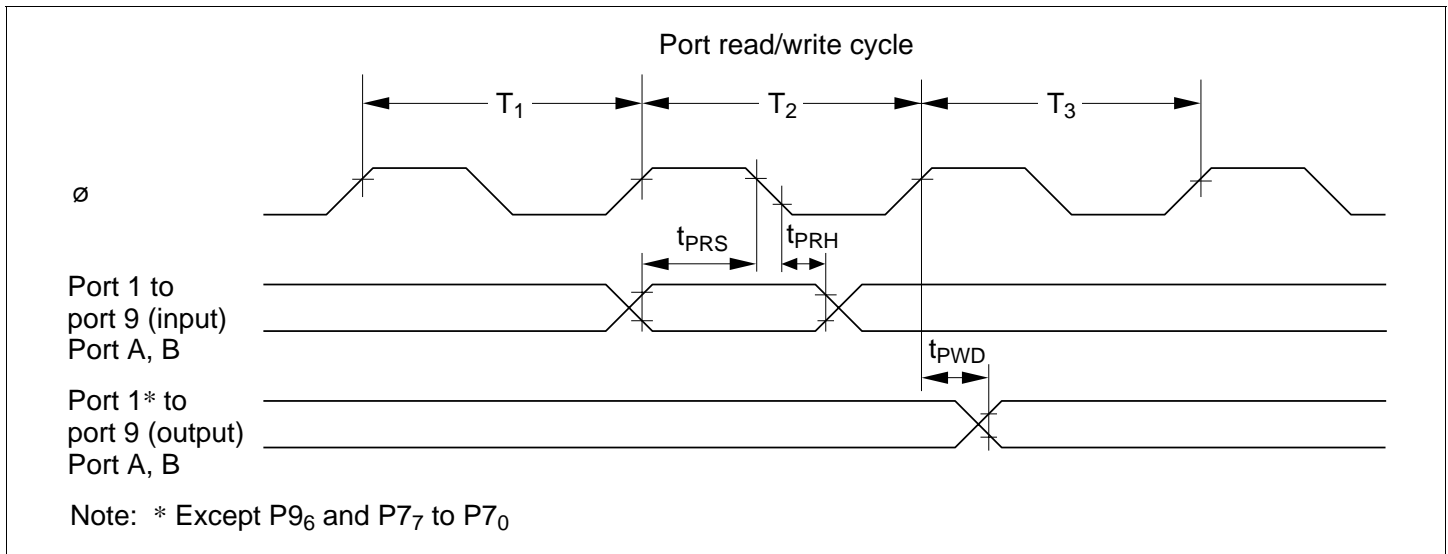 Port read/write cycle
T1 T2 T3
ø
tPRS tPRH
Port 1 to
port 9 (input)
Port A, B
tPWD
Port 1* to
port 9 (output)
Port A, B
Note: * Except P96 and P77 to P70